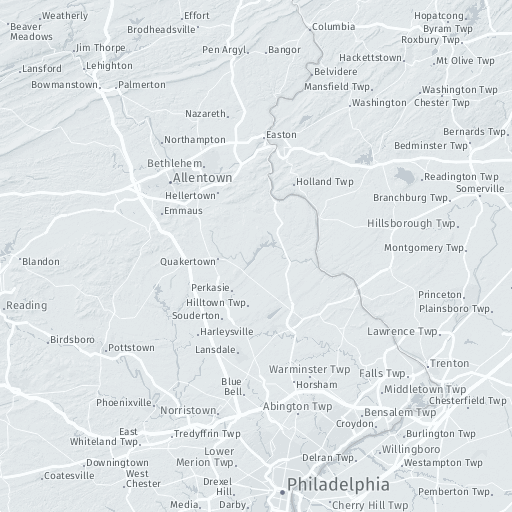 Weatherly
Effort
Hopatcong
Beaver
Meadows
Brodheadsville
Columbia
Byram Twp
Roxbury Twp
Jim Thorpe
Pen Argyl
Bangor
Hackettstown
Mt Olive Twp
Lansford
Lehighton
Belvidere
Bowmanstown
Palmerton
Mansfield Twp
Washington Twp
Washington
Chester Twp
Nazareth
Easton
Bernards Twp
Northampton
Bedminster Twp
Bethlehem
Allentown
Holland Twp
Readington Twp
Somerville
Hellertown
Branchburg Twp
Emmaus
Hillsborough Twp
Montgomery Twp
Blandon
Quakertown
Perkasie
Princeton
Reading
Hilltown Twp
Plainsboro Twp
Souderton
Harleysville
Lawrence Twp
Birdsboro
Pottstown
Lansdale
Trenton
Warminster Twp
Falls Twp
Blue
Bell
Horsham
Middletown Twp
Phoenixville
Norristown
Abington Twp
Chesterfield Twp
Bensalem Twp
Croydon
East
Whiteland Twp
Tredyffrin Twp
Burlington Twp
Willingboro
Lower
Merion Twp
Delran Twp
Downingtown
Westampton Twp
Coatesville
West
Chester
Drexel
Hill
Philadelphia
Pemberton Twp
Media
Darby
Cherry Hill Twp